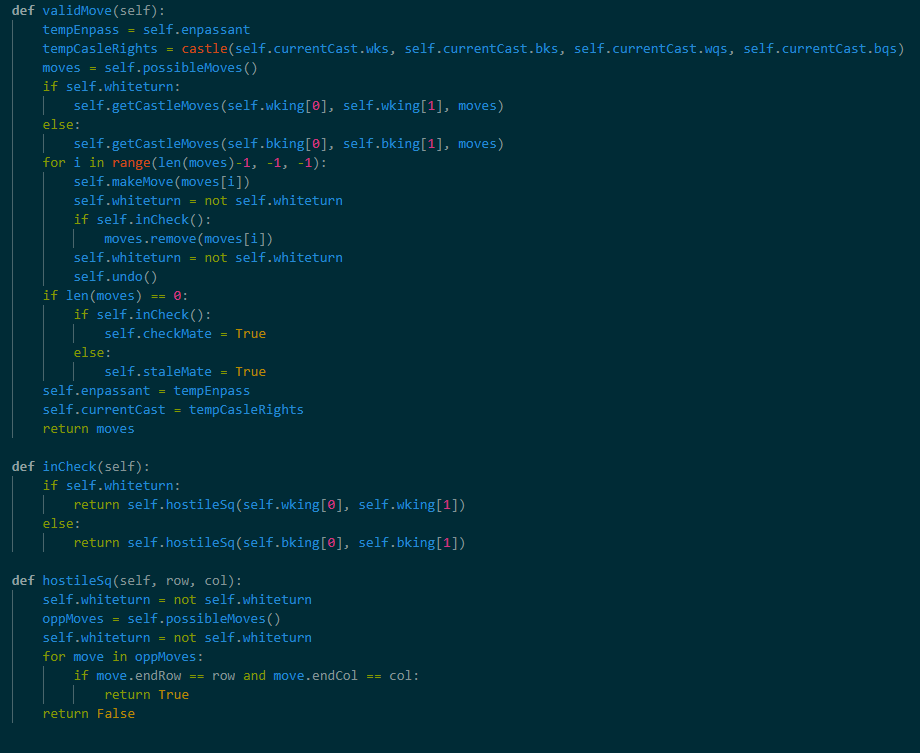 def validMove(self):
    tempEnpass = self.enpassant
    tempCasleRights = castle(self.currentCast.wks, self.currentCast.bks, self.currentCast.wqs, self.currentCast.bqs)
    moves = self.possibleMoves()
    if self.whiteturn:
        self.getCastleMoves(self.wking[0], self.wking[1], moves)
    else:
        self.getCastleMoves(self.bking[0], self.bking[1], moves)
    for i in range(len(moves)-1, -1, -1):
        self.makeMove(moves[i])
        self.whiteturn = not self.whiteturn
        if self.inCheck():
            moves.remove(moves[i])
        self.whiteturn = not self.whiteturn
        self.undo()
    if len(moves) == 0:
        if self.inCheck():
            self.checkMate = True
        else:
            self.staleMate = True
    self.enpassant = tempEnpass
    self.currentCast = tempCasleRights
    return moves

def inCheck(self):
    if self.whiteturn:
        return self.hostileSq(self.wking[0], self.wking[1])
    else:
        return self.hostileSq(self.bking[0], self.bking[1])

def hostileSq(self, row, col):
    self.whiteturn = not self.whiteturn
    oppMoves = self.possibleMoves()
    self.whiteturn = not self.whiteturn
    for move in oppMoves:
        if move.endRow == row and move.endCol == col:
            return True
    return False